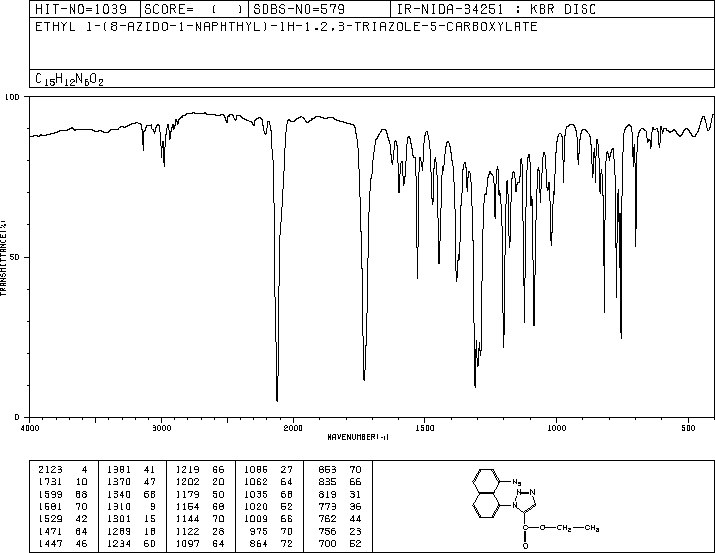 HIT-NO=1039 SCORE= ( ) SDBS-NO=579 IR-NIDA-34251 : KBR DISC
ETHYL 1-(8-AZIDO-1-NAPHTHYL)-1H-1,2,3-TRIAZOLE-5-CARBOXYLATE
C15H12N6O2
100
50
0
TRANSMITTANCE(%)
4000 3000 2000 1500 1000 500
WAVENUMBER(-1)
2123 4 1381 41 1219 66 1086 27 863 70
1731 10 1370 47 1202 20 1062 64 835 66
1599 68 1340 68 1179 50 1035 68 819 31
1581 70 1310 9 1154 68 1020 52 773 36
1529 42 1301 15 1144 70 1009 66 762 44
1471 64 1289 18 1122 28 975 70 756 23
1447 46 1234 60 1097 64 864 72 700 52
N3
N N
N
C-O-CH2-CH3
O